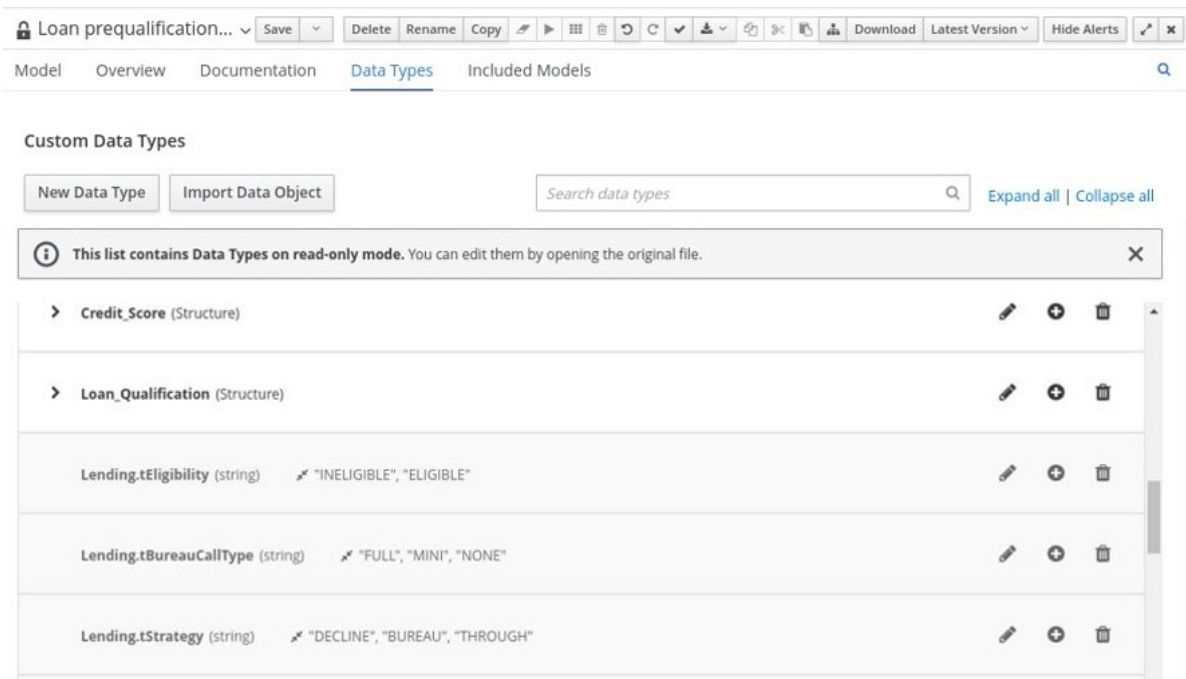 Loan prequalification... Save Delete Rename Copy Download Latest Version Hide Alerts
Model Overview Documentation Data Types Included Models
Custom Data Types
New Data Type Import Data Object Search data types Expand all | Collapse all
This list contains Data Types on read-only mode. You can edit them by opening the original file.
Credit_Score (Structure)
Loan_Qualification (Structure)
Lending.tEligibility (string) "INELIGIBLE", "ELIGIBLE"
Lending.tBureauCallType (string) "FULL", "MINI", "NONE"
Lending.tStrategy (string) "DECLINE", "BUREAU", "THROUGH"